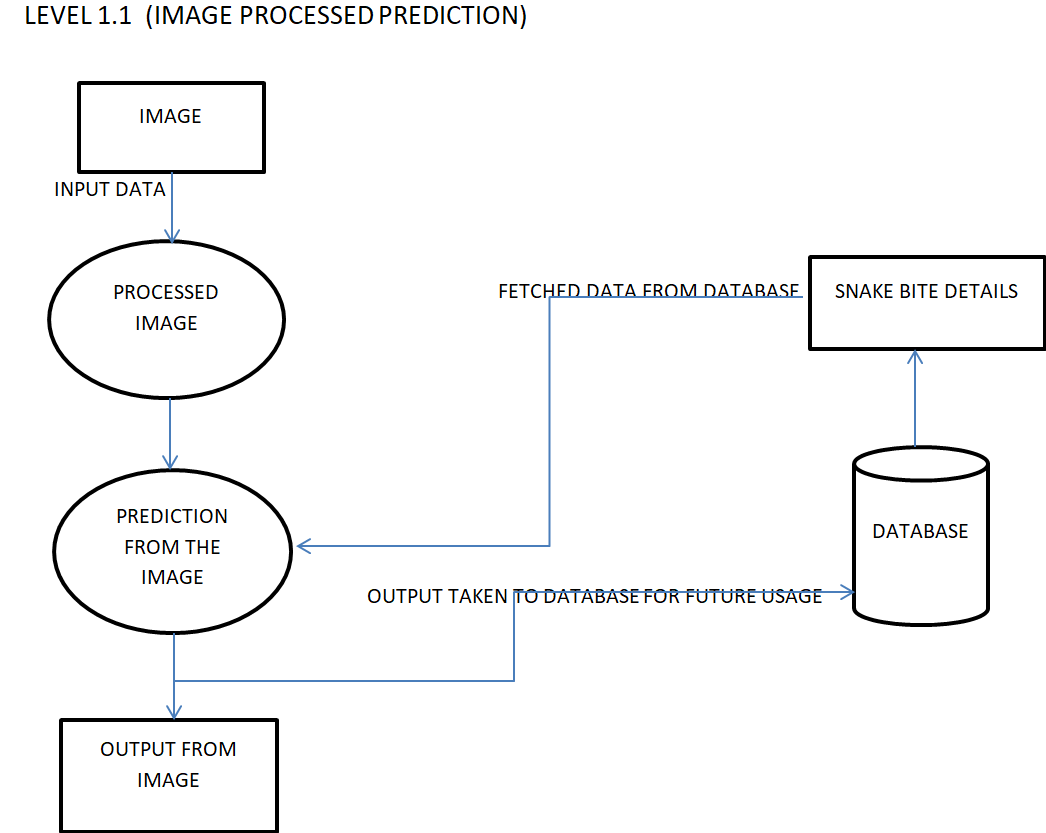 LEVEL 1.1 (IMAGE PROCESSED PREDICTION)
IMAGE
INPUT DATA
PROCESSED
IMAGE
FETCHED DATA FROM DATABASE
SNAKE BITE DETAILS
PREDICTION
FROM THE
IMAGE
DATABASE
OUTPUT TAKEN TO DATABASE FOR FUTURE USAGE
OUTPUT FROM
IMAGE